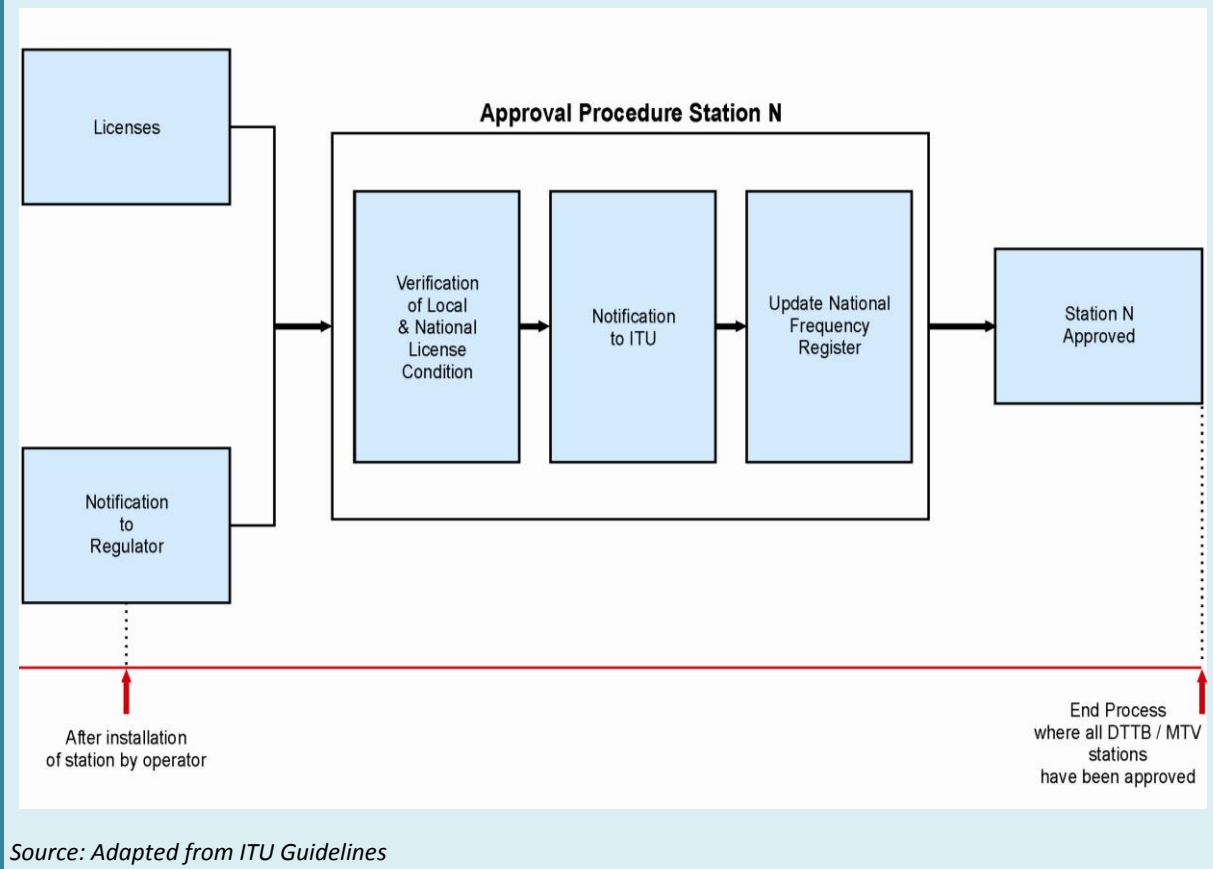 Licenses
Approval Procedure Station N
Verification
of Local
& National
License
Condition
Notification
to ITU
Update National
Frequency
Register
Station N
Approved
Notification
to
Regulator
After installation
of station by operator
End Process
where all DTTB / MTV
stations
have been approved
Source: Adapted from ITU Guidelines